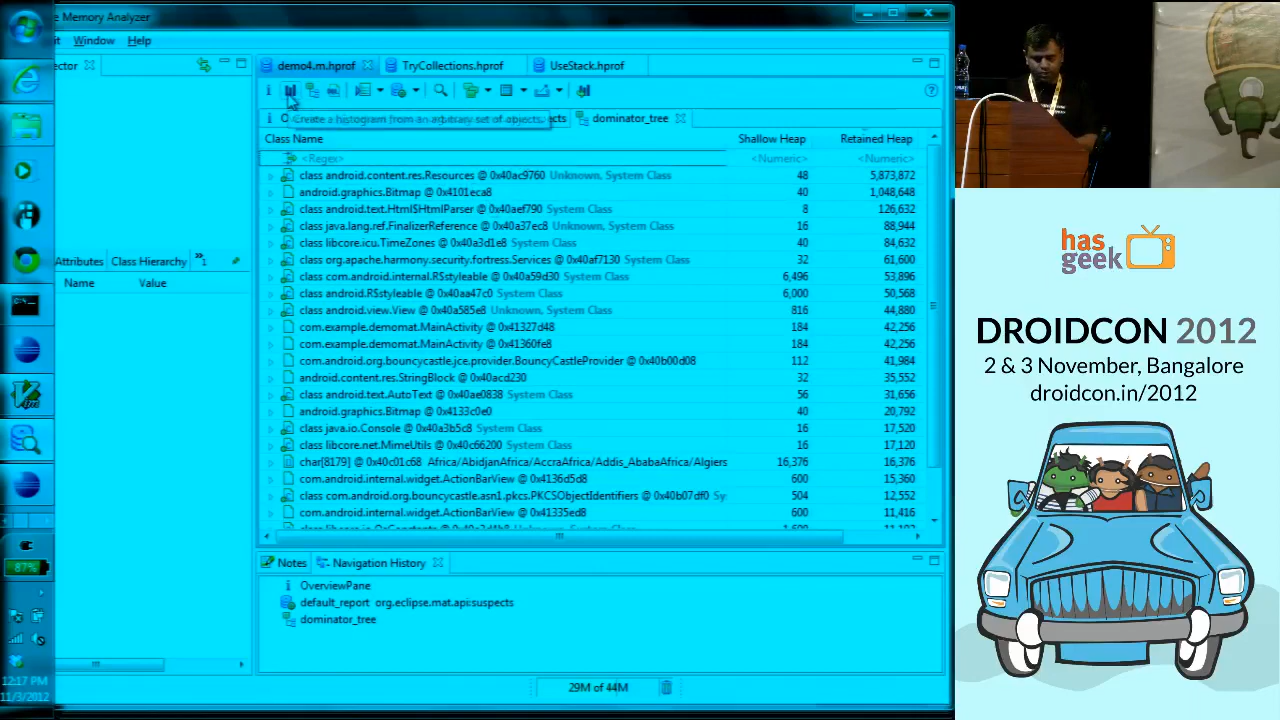 Memory Analyzer
Window Help
demo4.m.hprof TryCollections.hprof UseStack.hprof
Create a histogram from an arbitrary set of objects.
dominator_tree
Class Name Shallow Heap Retained Heap
<Regex> <Numeric> <Numeric>
class android.content.res.Resources @ 0x40ac9760 Unknown, System Class 48 5,873,872
android.graphics.Bitmap @ 4101eca8 40 1,048,648
class android.text.Html$HtmlParser @ 0x40aef790 System Class 8 126,632
class java.lang.ref.FinalizerReference @ 0x40a37ec8 Unknown, System Class 16 88,944
class libcore.icu.TimeZones @ 0x40a3d1e8 System Class 40 84,632
class org.apache.harmony.security.fortress.Services @ 0x40af7130 System Class 32 61,600
class com.android.internal.R$styleable @ 0x40a59d30 System Class 6,496 53,896
class android.R$styleable @ 0x40aa47c0 System Class 6,000 50,568
class android.view.View @ 0x40a585e8 Unknown, System Class 816 44,880
com.example.demomat.MainActivity @ 0x41327d48 184 42,256
com.example.demomat.MainActivity @ 0x41360fe8 184 42,256
com.android.org.bouncycastle.jce.provider.BouncyCastleProvider @ 0x40b00d08 112 41,984
android.content.res.StringBlock @ 0x40acd230 32 35,552
class android.text.AutoText @ 0x40ae0838 System Class 56 31,656
android.graphics.Bitmap @ 0x4133c0e0 40 20,792
class java.io.Console @ 0x40a3b5c8 System Class 16 17,520
class libcore.net.MimeUtils @ 0x40c66200 System Class 16 17,120
char[8179] @ 0x40c01c68 Africa/AbidjanAfrica/AccraAfrica/Addis_AbabaAfrica/Algiers 16,376 16,376
com.android.internal.widget.ActionBarView @ 0x4136d5d8 600 15,360
class com.android.org.bouncycastle.asn1.pkcs.PKCSObjectIdentifiers @ 0x40b07df0 Sy 504 12,552
com.android.internal.widget.ActionBarView @ 0x41335ed8 600 11,416
Attributes Class Hierarchy
Name Value
Notes Navigation History
OverviewPane
default_report org.eclipse.mat.api:suspects
dominator_tree
29M of 44M
87%
12:17 PM
11/3/2012
has
geek
DROIDCON 2012
2 & 3 November, Bangalore
droidcon.in/2012